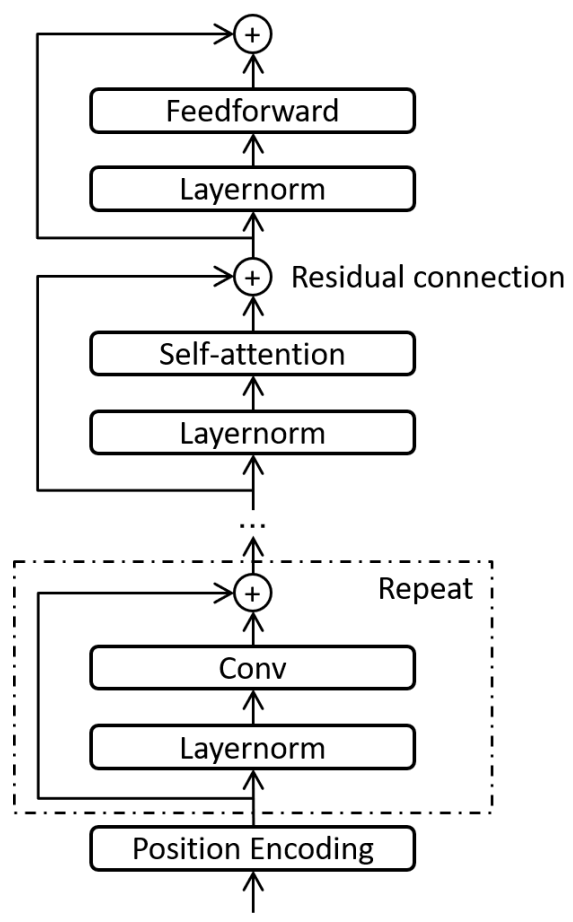 +
Feedforward
Layernorm
+ Residual connection
Self-attention
Layernorm
...
+ Repeat
Conv
Layernorm
Position Encoding